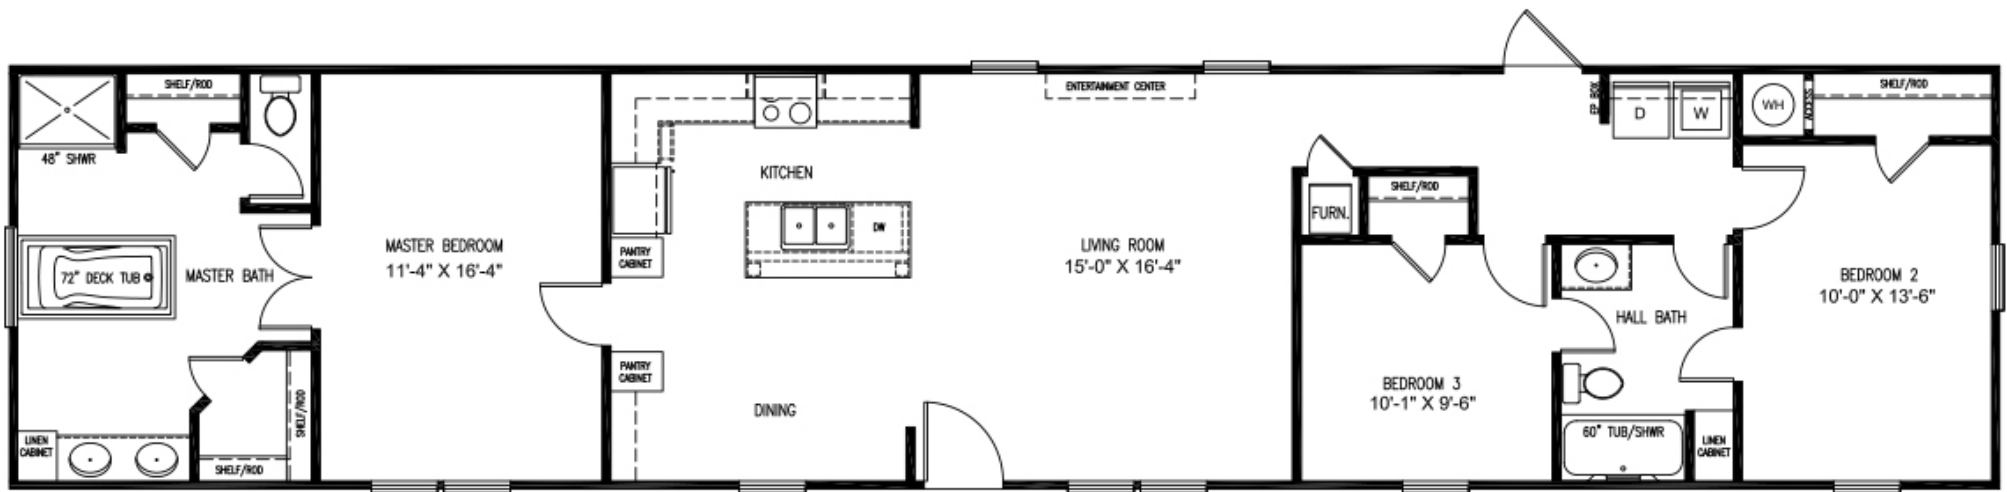 48" SHWR
SHELF/ROD
72" DECK TUB
MASTER BATH
LINEN
CABINET
SHELF/ROD
SHELF/ROD
MASTER BEDROOM
11'-4" X 16'-4"
PANTRY
CABINET
PANTRY
CABINET
KITCHEN
DW
DINING
ENTERTAINMENT CENTER
LIVING ROOM
15'-0" X 16'-4"
FURN.
SHELF/ROD
BEDROOM 3
10'-1" X 9'-6"
EP BOX
D
W
WH
ACCESS
SHELF/ROD
HALL BATH
60" TUB/SHWR
LINEN
CABINET
BEDROOM 2
10'-0" X 13'-6"